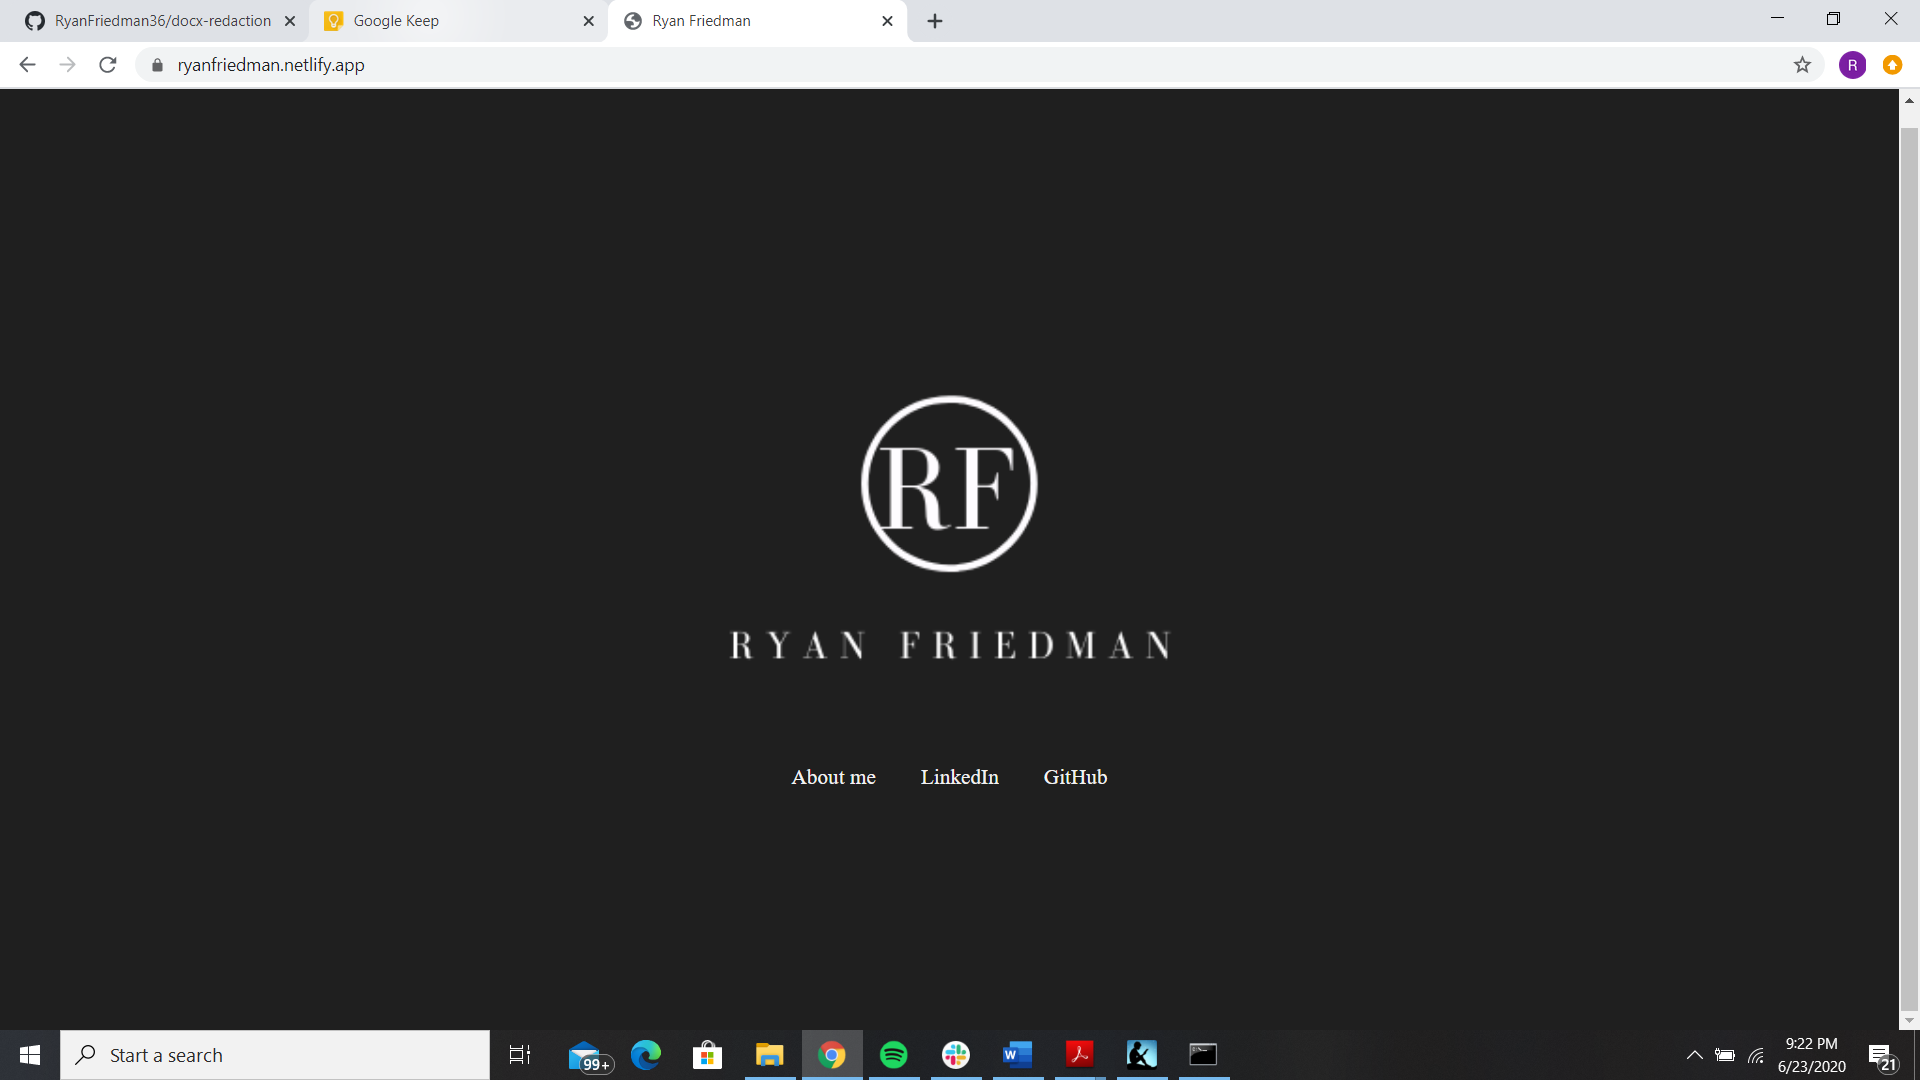 RyanFriedman36/docx-redaction
Google Keep
Ryan Friedman
ryanfriedman.netlify.app
R
RF
RYAN FRIEDMAN
About me LinkedIn GitHub
Start a search
99+
W
9:22 PM
6/23/2020
21